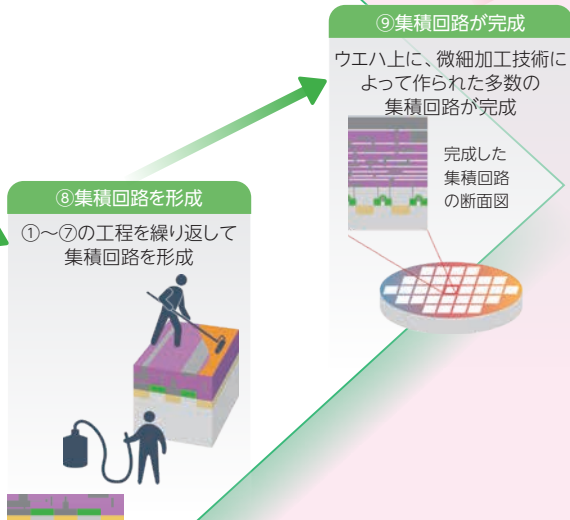 ⑧集積回路を形成
①～⑦の工程を繰り返して
集積回路を形成
⑨集積回路が完成
ウエハ上に、微細加工技術に
よって作られた多数の
集積回路が完成
完成した
集積回路
の断面図